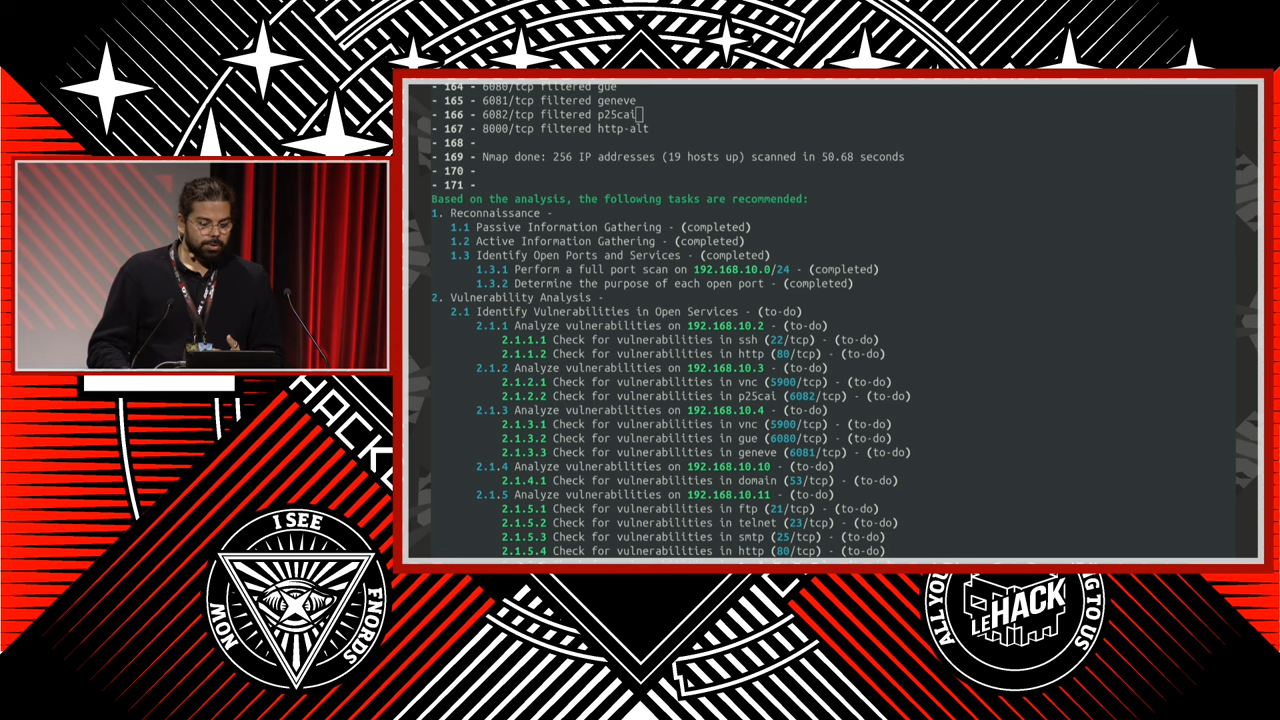 - 164 - 6080/tcp filtered gue
- 165 - 6081/tcp filtered geneve
- 166 - 6082/tcp filtered p25cai
- 167 - 8000/tcp filtered http-alt
- 168 -
- 169 - Nmap done: 256 IP addresses (19 hosts up) scanned in 50.68 seconds
- 170 -
- 171 -
Based on the analysis, the following tasks are recommended:
1. Reconnaissance -
1.1 Passive Information Gathering - (completed)
1.2 Active Information Gathering - (completed)
1.3 Identify Open Ports and Services - (completed)
1.3.1 Perform a full port scan on 192.168.10.0/24 - (completed)
1.3.2 Determine the purpose of each open port - (completed)
2. Vulnerability Analysis -
2.1 Identify Vulnerabilities in Open Services - (to-do)
2.1.1 Analyze vulnerabilities on 192.168.10.2 - (to-do)
2.1.1.1 Check for vulnerabilities in ssh (22/tcp) - (to-do)
2.1.1.2 Check for vulnerabilities in http (80/tcp) - (to-do)
2.1.2 Analyze vulnerabilities on 192.168.10.3 - (to-do)
2.1.2.1 Check for vulnerabilities in vnc (5900/tcp) - (to-do)
2.1.2.2 Check for vulnerabilities in p25cai (6082/tcp) - (to-do)
2.1.3 Analyze vulnerabilities on 192.168.10.4 - (to-do)
2.1.3.1 Check for vulnerabilities in vnc (5900/tcp) - (to-do)
2.1.3.2 Check for vulnerabilities in gue (6080/tcp) - (to-do)
2.1.3.3 Check for vulnerabilities in geneve (6081/tcp) - (to-do)
2.1.4 Analyze vulnerabilities on 192.168.10.10 - (to-do)
2.1.4.1 Check for vulnerabilities in domain (53/tcp) - (to-do)
2.1.5 Analyze vulnerabilities on 192.168.10.11 - (to-do)
2.1.5.1 Check for vulnerabilities in ftp (21/tcp) - (to-do)
2.1.5.2 Check for vulnerabilities in telnet (23/tcp) - (to-do)
2.1.5.3 Check for vulnerabilities in smtp (25/tcp) - (to-do)
2.1.5.4 Check for vulnerabilities in http (80/tcp) - (to-do)
HACK
I SEE
FNORDS
NOW
ALL YO
LEHACK
NG TO US